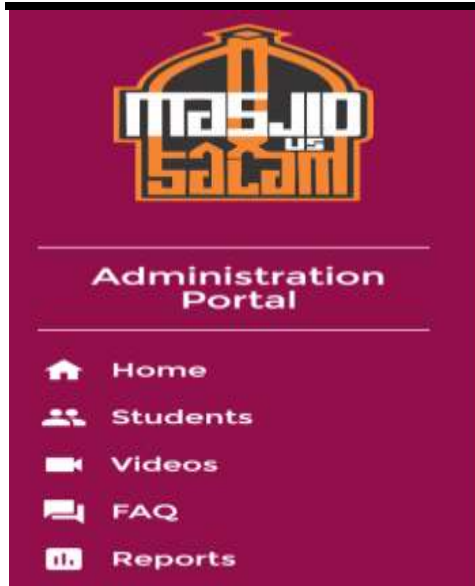 MASJID
US
SALAM
Administration
Portal
Home
Students
Videos
FAQ
Reports